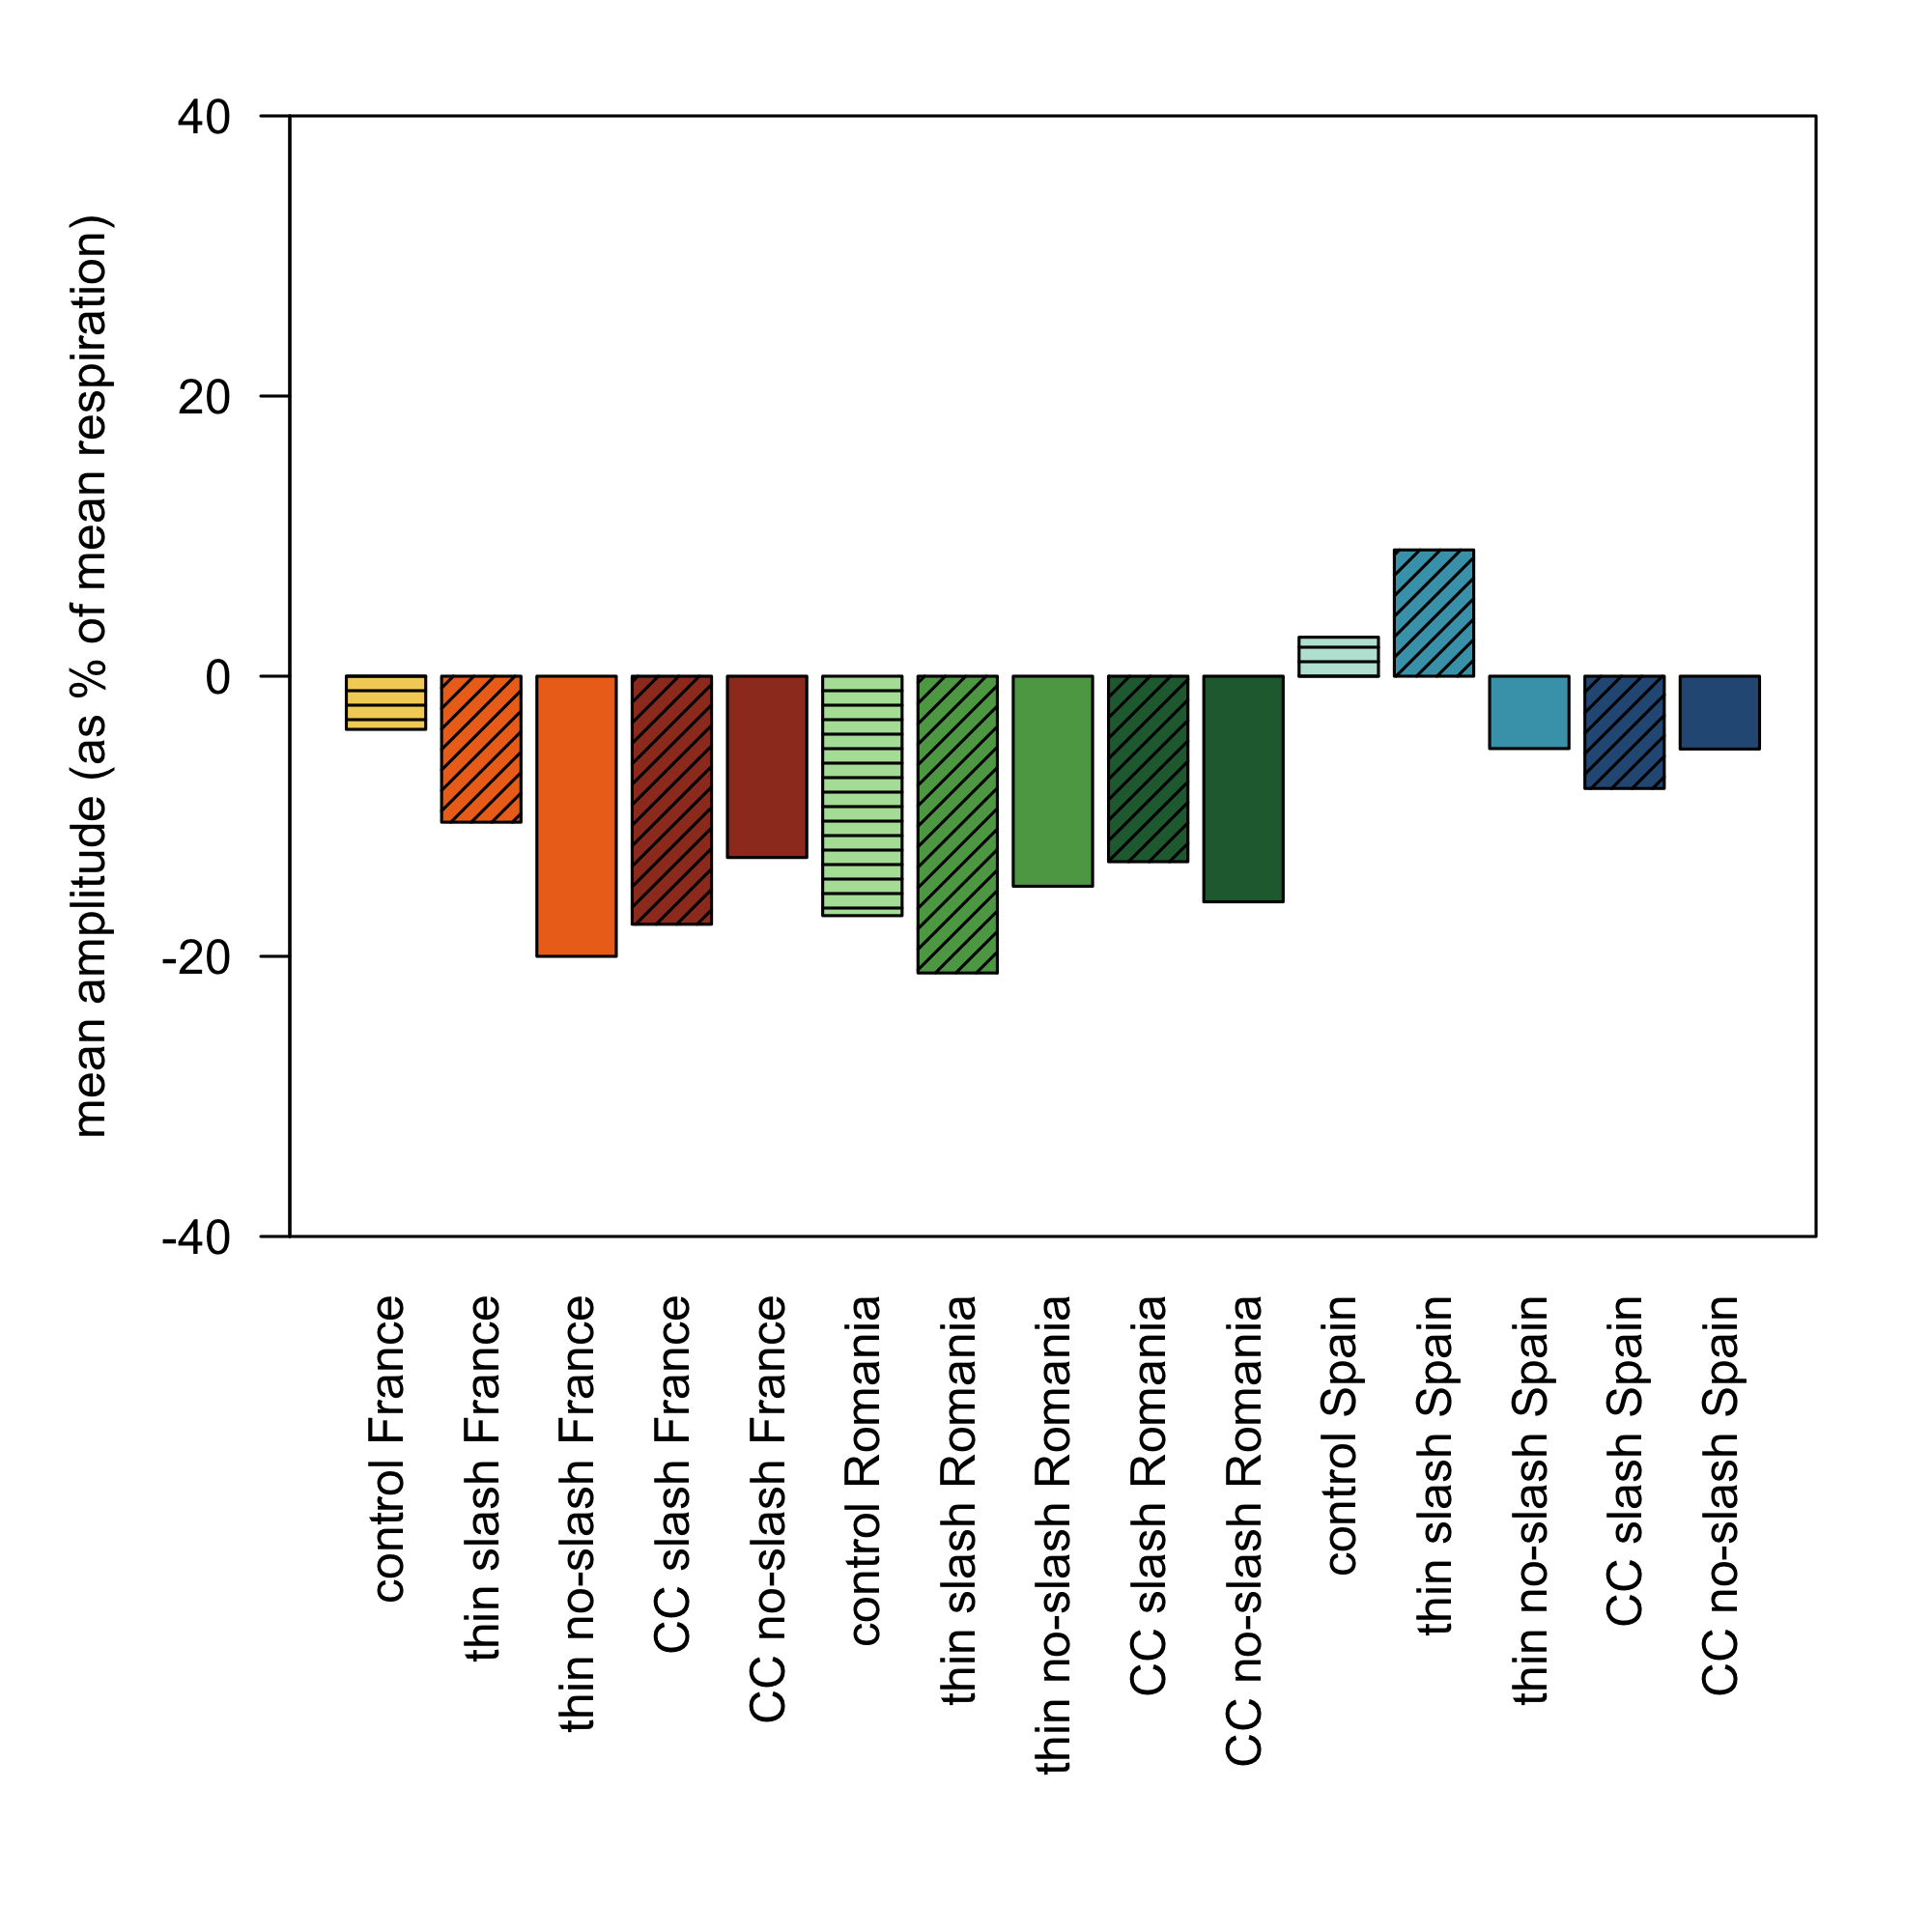 mean amplitude (as % of mean respiration)
40
20
0
-20
-40
control France
thin slash France
thin no-slash France
CC slash France
CC no-slash France
control Romania
thin slash Romania
thin no-slash Romania
CC slash Romania
CC no-slash Romania
control Spain
thin slash Spain
thin no-slash Spain
CC slash Spain
CC no-slash Spain